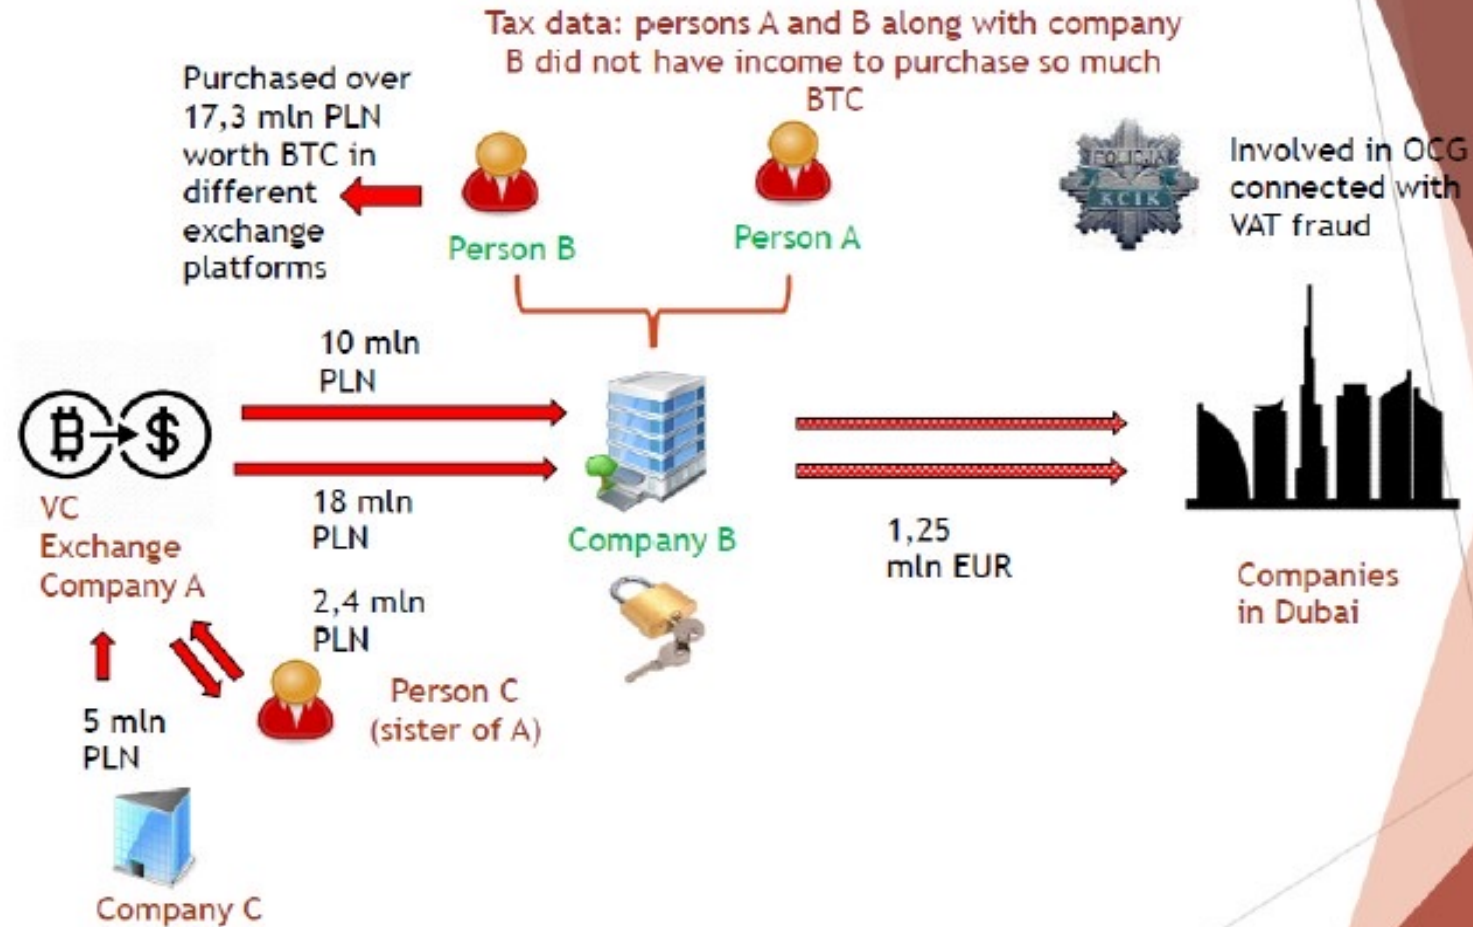 Tax data: persons A and B along with company
B did not have income to purchase so much
BTC
Purchased over
17,3 mln PLN
worth BTC in
different
exchange
platforms
Person B
Person A
POLICJA
KCIK
Involved in OCG
connected with
VAT fraud
10 mln
PLN
18 mln
PLN
VC
Exchange
Company A
Company B
1,25
mln EUR
Companies
in Dubai
2,4 mln
PLN
Person C
(sister of A)
5 mln
PLN
Company C